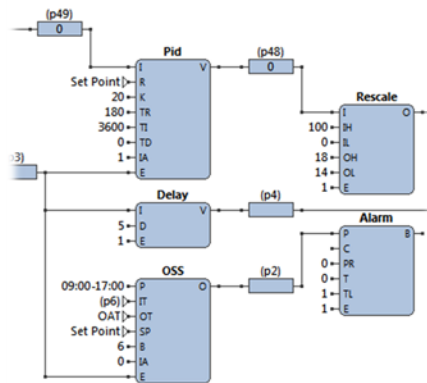 (p49)
0
Pid
I V
Set Point R
20 K
180 TR
3600 TI
0 TD
1 IA
E
(p48)
0
Rescale
I O
100 IH
0 IL
18 OH
14 OL
1 E
p3)
Delay
I V
5 D
1 E
(p4)
Alarm
P B
C
0 PR
0 T
1 TL
1 E
OSS
09:00-17:00 P O
(p6) IT
OAT OT
Set Point SP
6 B
0 IA
E
(p2)